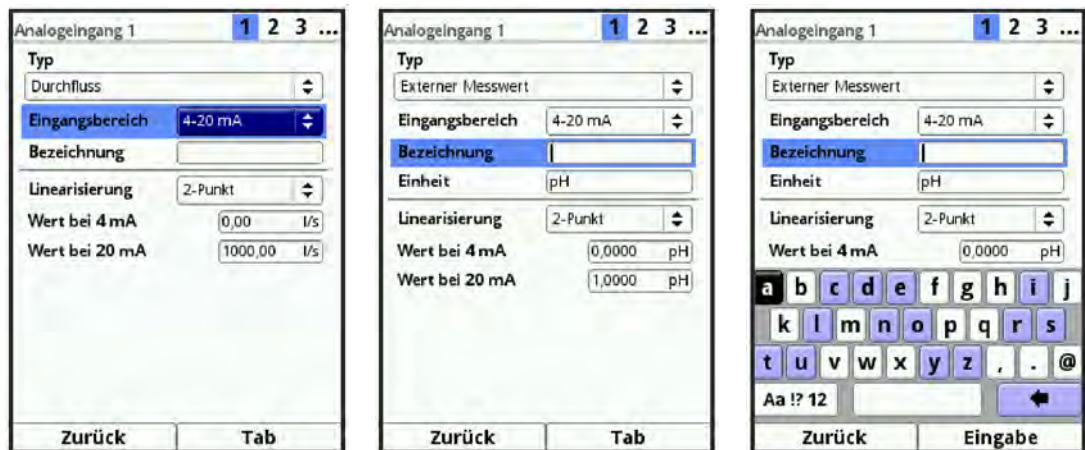 Analogeingang 1 1 2 3 ...
Typ
Durchfluss
Eingangsbereich 4-20 mA
Bezeichnung
Linearisierung 2-Punkt
Wert bei 4 mA 0,00 l/s
Wert bei 20 mA 1000,00 l/s
Zurück Tab
Analogeingang 1 1 2 3 ...
Typ
Externer Messwert
Eingangsbereich 4-20 mA
Bezeichnung
Einheit pH
Linearisierung 2-Punkt
Wert bei 4 mA 0,0000 pH
Wert bei 20 mA 1,0000 pH
Zurück Tab
Analogeingang 1 1 2 3 ...
Typ
Externer Messwert
Eingangsbereich 4-20 mA
Bezeichnung
Einheit pH
Linearisierung 2-Punkt
Wert bei 4 mA 0,0000 pH
a b c d e f g h i j
k l m n o p q r s
t u v w x y z , . @
Aa !? 12
Zurück Eingabe